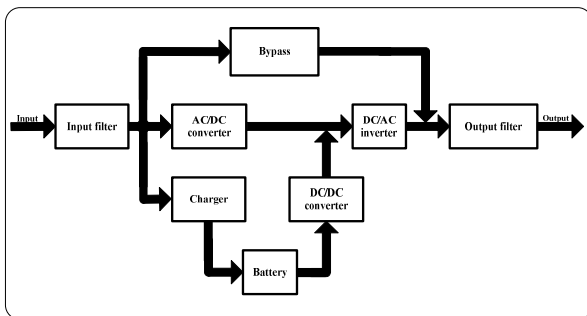 Bypass
Input
Input filter
AC/DC
converter
DC/AC
inverter
Output filter
Output
Charger
DC/DC
converter
Battery